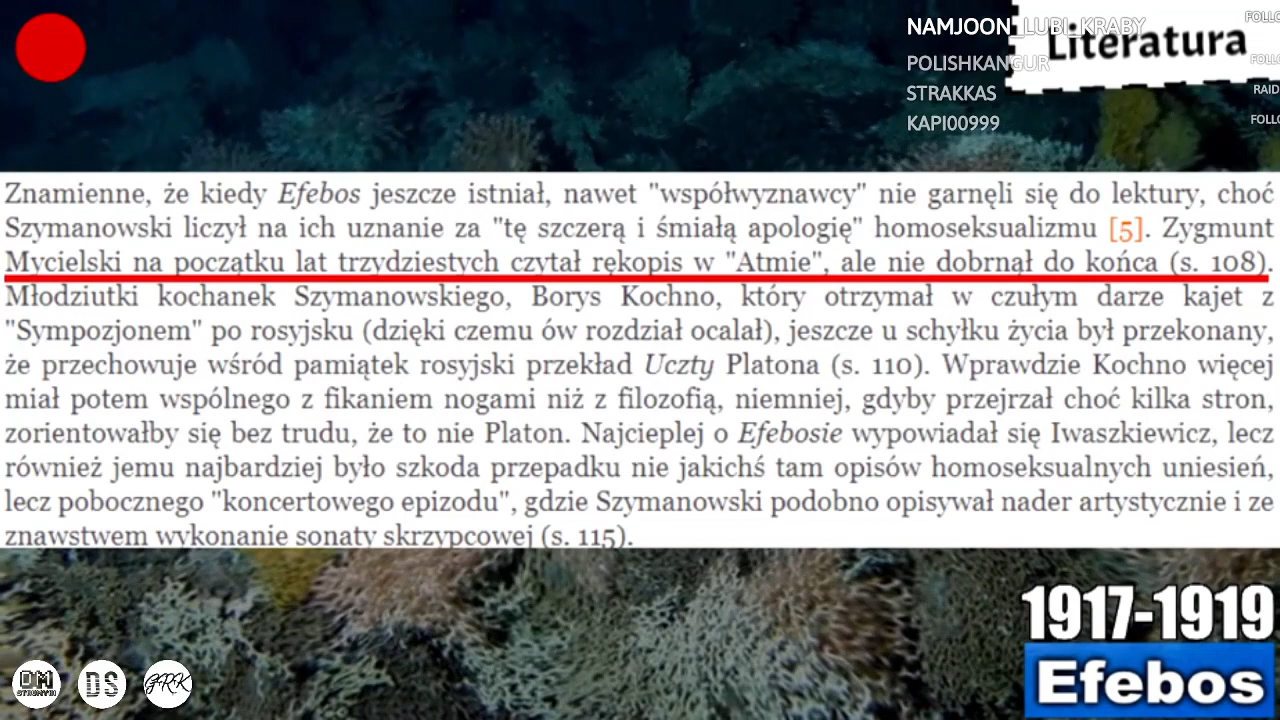 NAMJOON_LUBI_KRABY
POLISHKANGUR
STRAKKAS
KAPI00999
Literatura
FOLLO
FOLLO
RAID
FOLLO
Znamienne, że kiedy Efebos jeszcze istniał, nawet "współwyznawcy" nie garnęli się do lektury, choć
Szymanowski liczył na ich uznanie za "tę szczerą i śmiałą apologię" homoseksualizmu [5]. Zygmunt
Mycielski na początku lat trzydziestych czytał rękopis w "Atmie", ale nie dobrnął do końca (s. 108).
Młodziutki kochanek Szymanowskiego, Borys Kochno, który otrzymał w czułym darze kajet z
"Sympozjonem" po rosyjsku (dzięki czemu ów rozdział ocalał), jeszcze u schyłku życia był przekonany,
że przechowuje wśród pamiątek rosyjski przekład Uczty Platona (s. 110). Wprawdzie Kochno więcej
miał potem wspólnego z fikaniem nogami niż z filozofią, niemniej, gdyby przejrzał choć kilka stron,
zorientowałby się bez trudu, że to nie Platon. Najcieplej o Efebosie wypowiadał się Iwaszkiewicz, lecz
również jemu najbardziej było szkoda przepadku nie jakichś tam opisów homoseksualnych uniesień,
lecz pobocznego "koncertowego epizodu", gdzie Szymanowski podobno opisywał nader artystycznie i ze
znawstwem wykonanie sonaty skrzypcowej (s. 115).
1917-1919
Efebos
DM
DS
GRK